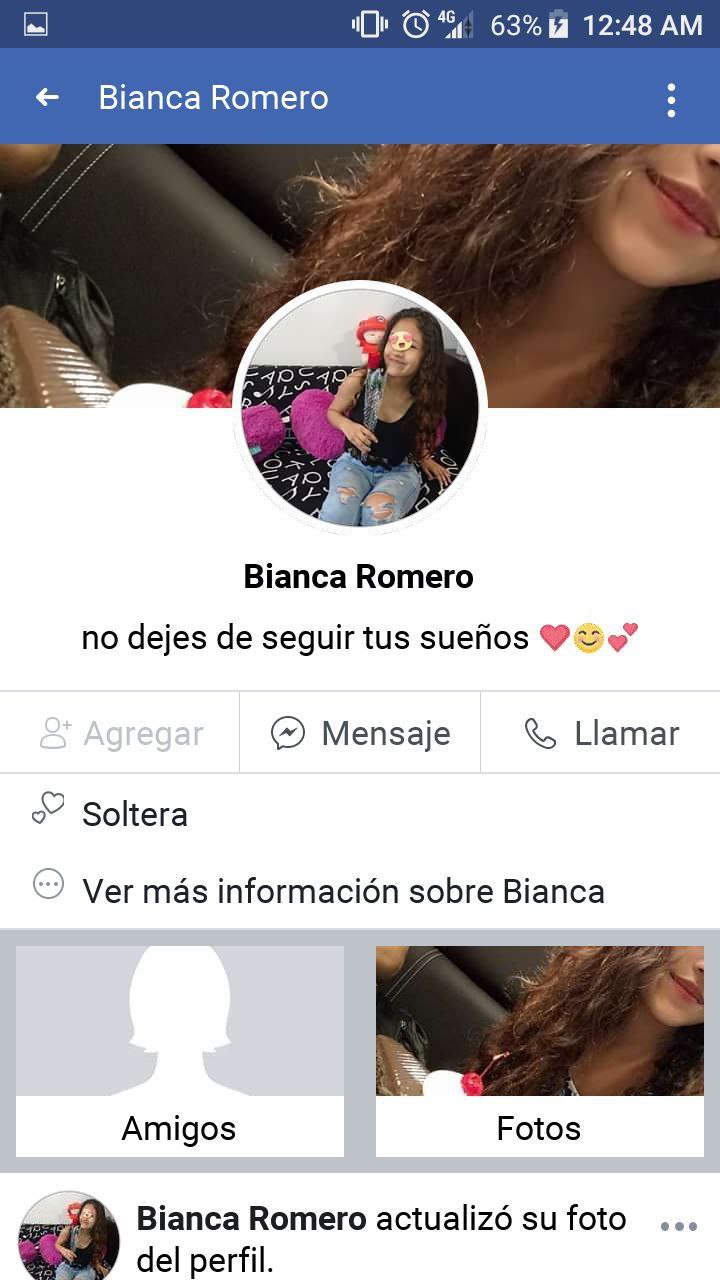 4G 63% 12:48 AM
Bianca Romero
Bianca Romero
no dejes de seguir tus sueños ❤️😊💕
Agregar Mensaje Llamar
Soltera
Ver más información sobre Bianca
Amigos Fotos
Bianca Romero actualizó su foto
del perfil.